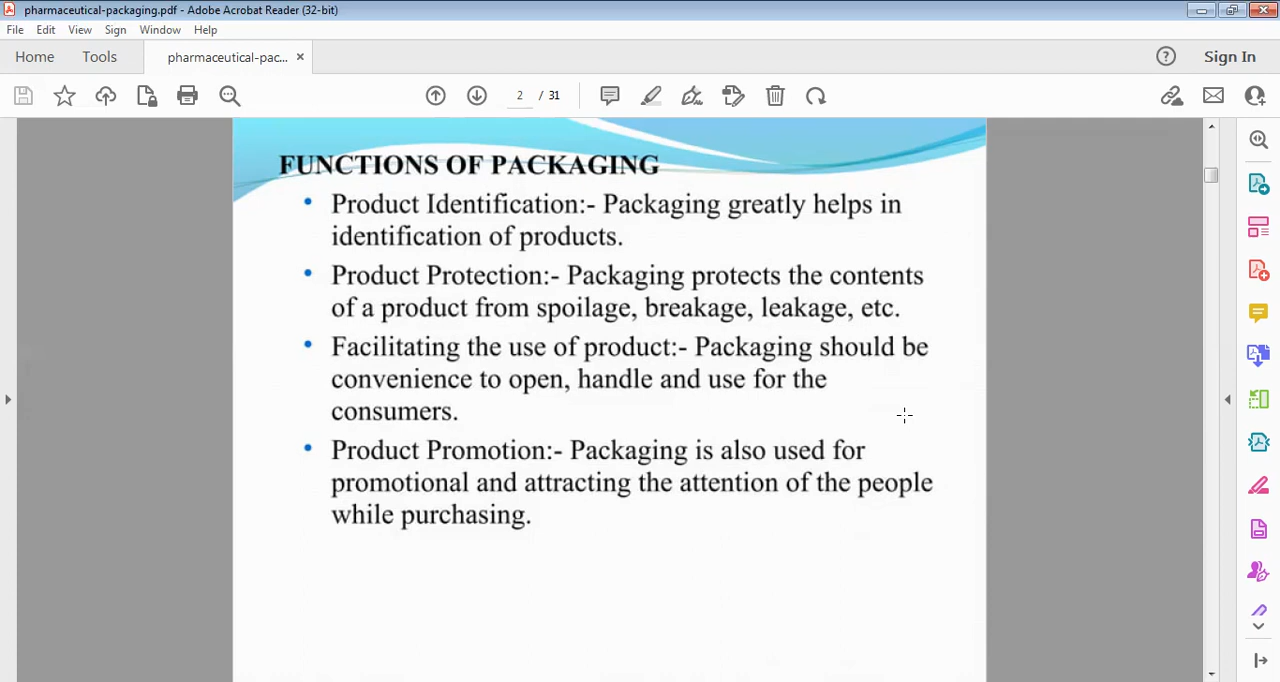 pharmaceutical-packaging.pdf - Adobe Acrobat Reader (32-bit)
File Edit View Sign Window Help
Home Tools pharmaceutical-pac... × Sign In
2 / 31
FUNCTIONS OF PACKAGING
• Product Identification:- Packaging greatly helps in
identification of products.
• Product Protection:- Packaging protects the contents
of a product from spoilage, breakage, leakage, etc.
• Facilitating the use of product:- Packaging should be
convenience to open, handle and use for the
consumers.
• Product Promotion:- Packaging is also used for
promotional and attracting the attention of the people
while purchasing.